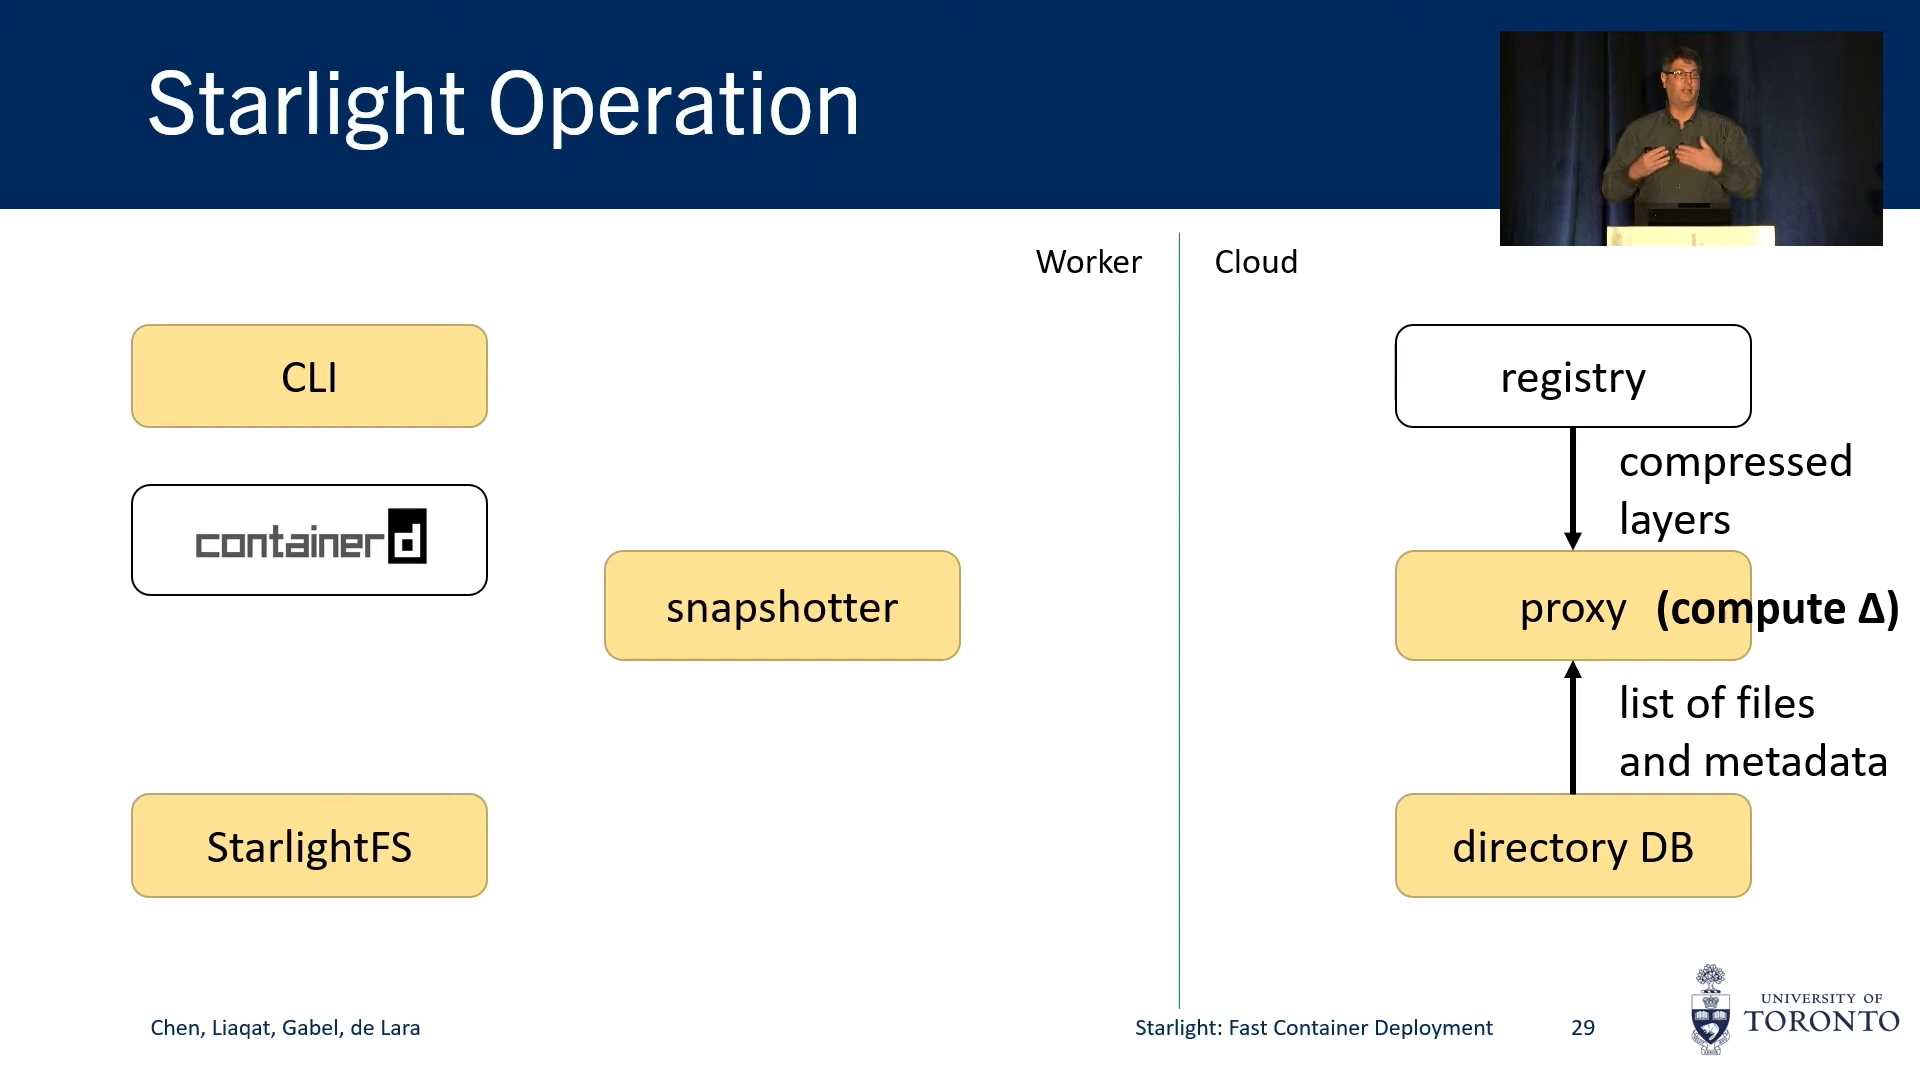 Starlight Operation
Worker
Cloud
CLI
registry
containerd
compressed
layers
snapshotter
proxy (compute Δ)
list of files
and metadata
StarlightFS
directory DB
Chen, Liaqat, Gabel, de Lara
Starlight: Fast Container Deployment
29
UNIVERSITY OF
TORONTO